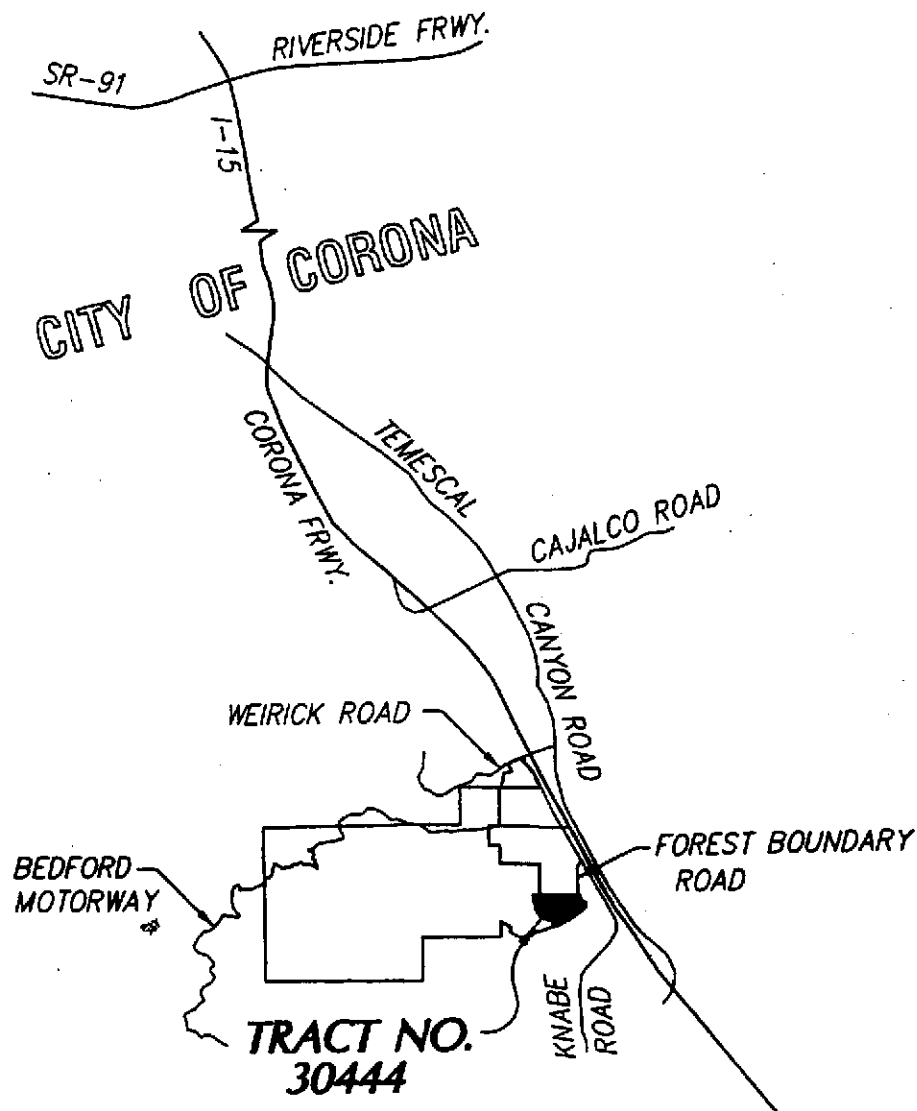 RIVERSIDE FRWY.
SR-91
I-15
CITY OF CORONA
CORONA FRWY.
TEMESCAL
CAJALCO ROAD
CANYON ROAD
WEIRICK ROAD
BEDFORD
MOTORWAY
FOREST BOUNDARY
ROAD
KNABE
ROAD
TRACT NO.
30444